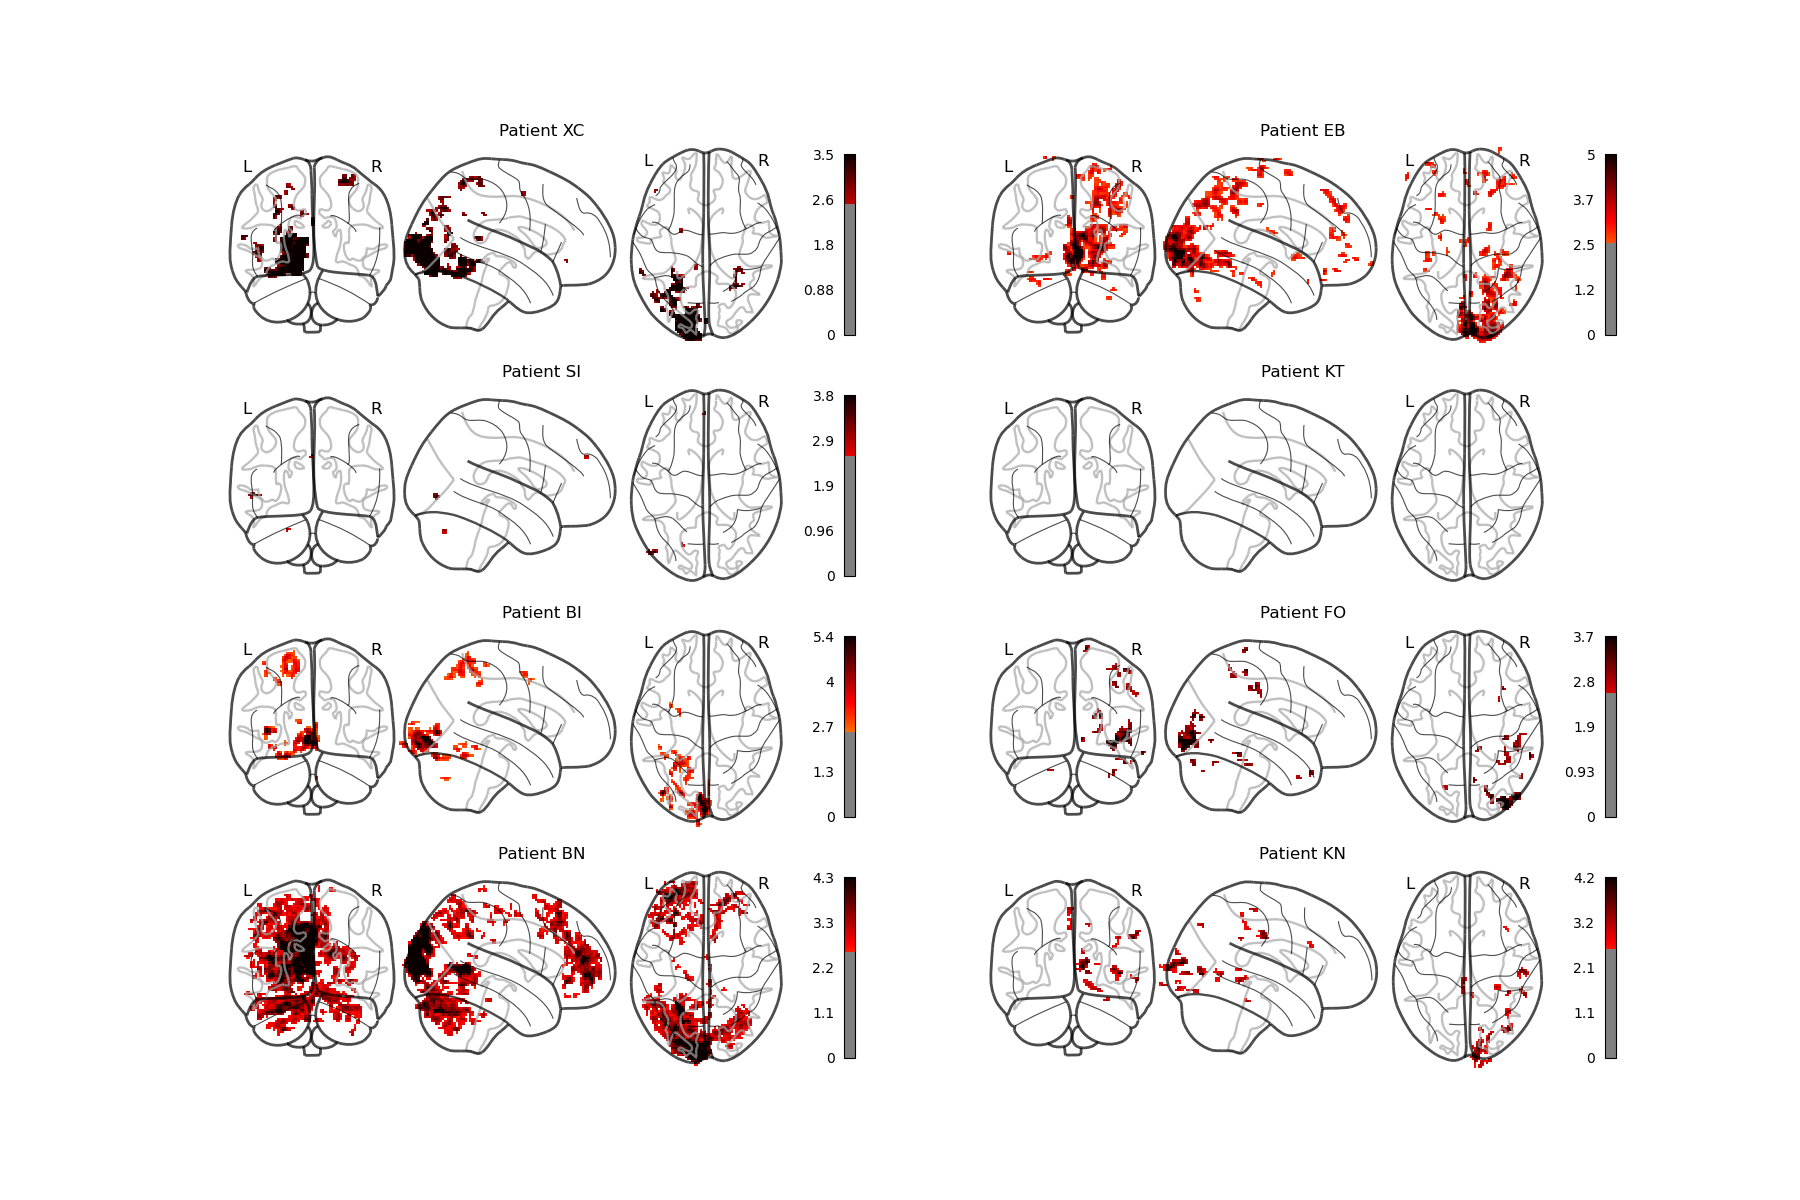 Patient XC
L R L R
3.5
2.6
1.8
0.88
0
Patient EB
L R L R
5
3.7
2.5
1.2
0
Patient SI
L R L R
3.8
2.9
1.9
0.96
0
Patient KT
L R L R
Patient BI
L R L R
5.4
4
2.7
1.3
0
Patient FO
L R L R
3.7
2.8
1.9
0.93
0
Patient BN
L R L R
4.3
3.3
2.2
1.1
0
Patient KN
L R L R
4.2
3.2
2.1
1.1
0